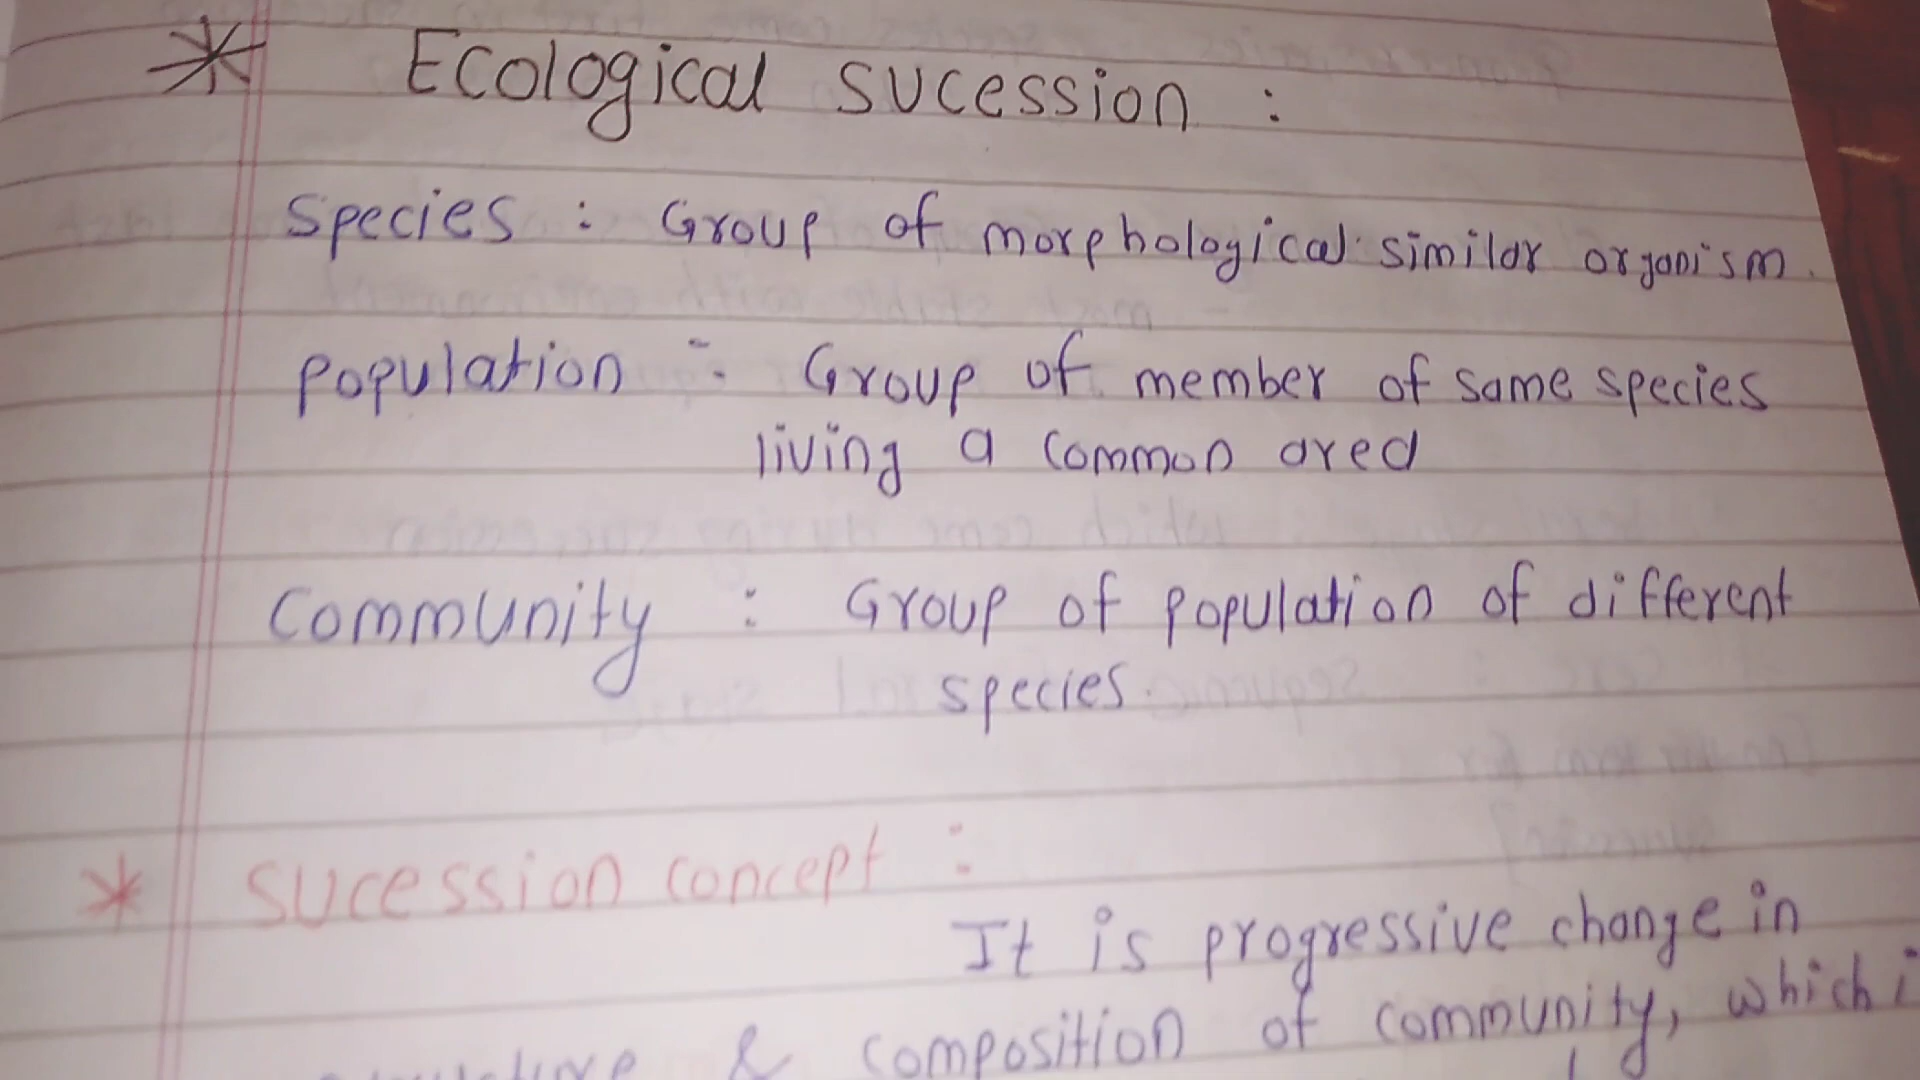 * Ecological sucession :
species : Group of morphological similar organism.
population : Group of member of same species
living a common area
community : Group of population of different
species.
* sucession concept :
It is progressive change in
& composition of community, which i